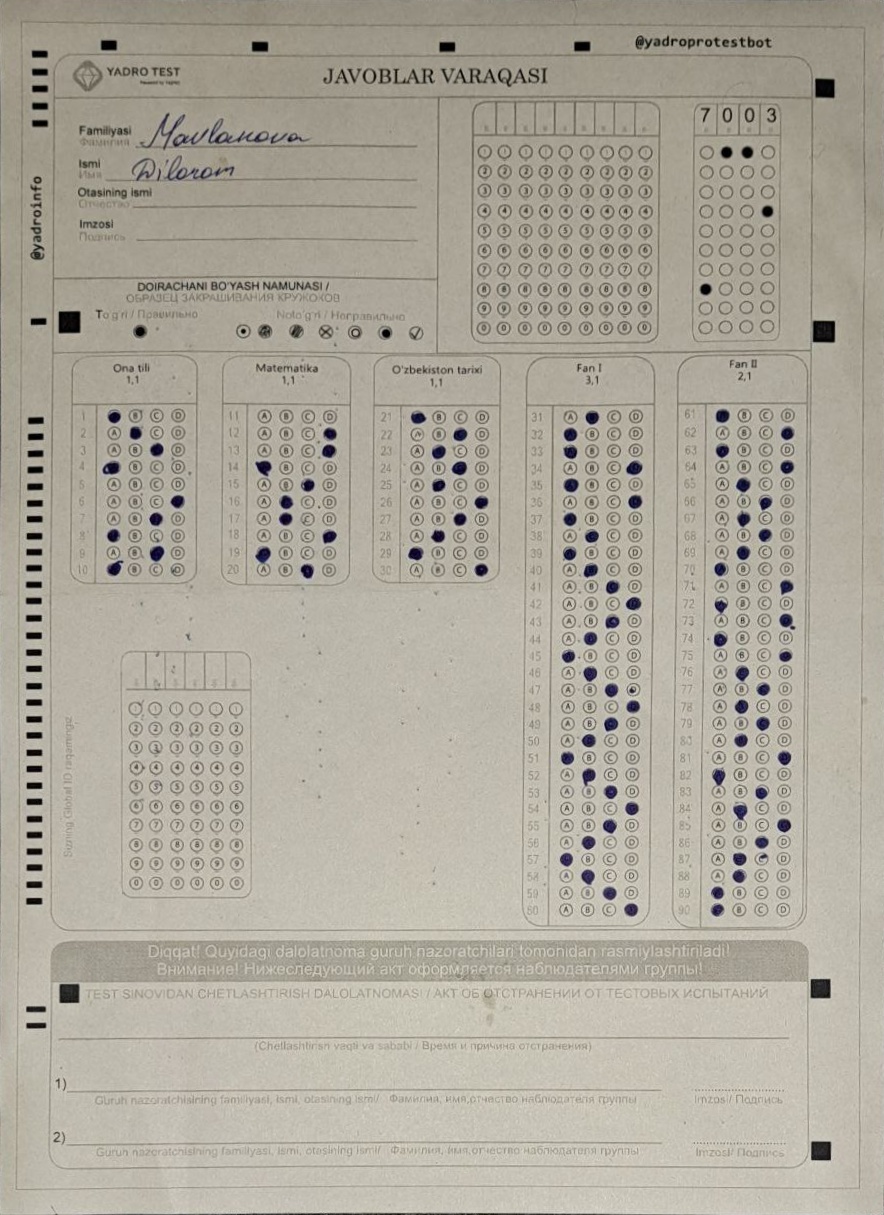 @yadroprotestbot
YADRO TEST
JAVOBLAR VARAQASI
@yadroinfo
Familiyasi Mavlanova
Фамилия
Ismi Dilorom
Имя
Otasining ismi
Отчество
Imzosi
Подпись
7 0 0 3
DOIRACHANI BO'YASH NAMUNASI /
ОБРАЗЕЦ ЗАКРАШИВАНИЯ КРУЖОКОВ
To'g'ri / Правильно Noto'g'ri / Неправильно
Ona tili
1,1
Matematika
1,1
O'zbekiston tarixi
1,1
Fan I
3,1
Fan II
2,1
1 B C D
2 A C D
3 A B D
4 B C D
5 A B C D
6 A B C
7 A B D
8 B C D
9 A B D
10 B C D
11 A B C D
12 A B C
13 A B C
14 B C D
15 A B D
16 A C D
17 A C D
18 A B C
19 B C D
20 A B D
21 B C D
22 A B D
23 A C D
24 A B D
25 A C D
26 A B C
27 A B D
28 A C D
29 B C D
30 A B C
31 A C D
32 B C D
33 B C D
34 A B C
35 B C D
36 A B C
37 B C D
38 A C D
39 B C D
40 A C D
41 A B D
42 A B C
43 A B D
44 A C D
45 B C D
46 A C D
47 A B
48 A B C
49 A B D
50 A C D
51 B C D
52 A C D
53 A B D
54 A B C
55 A B D
56 A C D
57 B C D
58 A C D
59 A B D
60 A B C
61 B C D
62 A B C
63 B C D
64 A B C
65 A C D
66 A B D
67 A C D
68 A B D
69 A C D
70 B C D
71 A B C
72 B C D
73 A B C
74 B C D
75 A B C
76 A C D
77 A B D
78 A C D
79 A B D
80 A C D
81 A B C
82 B C D
83 A B D
84 A C D
85 A B C
86 A B D
87 A D
88 A C D
89 B C D
90 B C D
Sizning Global ID raqamingiz
Diqqat! Quyidagi dalolatnoma guruh nazoratchilari tomonidan rasmiylashtiriladi!
Внимание! Нижеследующий акт оформляется наблюдателями группы!
TEST SINOVIDAN CHETLASHTIRISH DALOLATNOMASI / АКТ ОБ ОТСТРАНЕНИИ ОТ ТЕСТОВЫХ ИСПЫТАНИЙ
(Chetlashtirish vaqti va sababi / Время и причина отстранения)
1)
Guruh nazoratchisining familiyasi, ismi, otasining ismi/ Фамилия, имя, отчество наблюдателя группы Imzosi/ Подпись
2)
Guruh nazoratchisining familiyasi, ismi, otasining ismi/ Фамилия, имя, отчество наблюдателя группы Imzosi/ Подпись